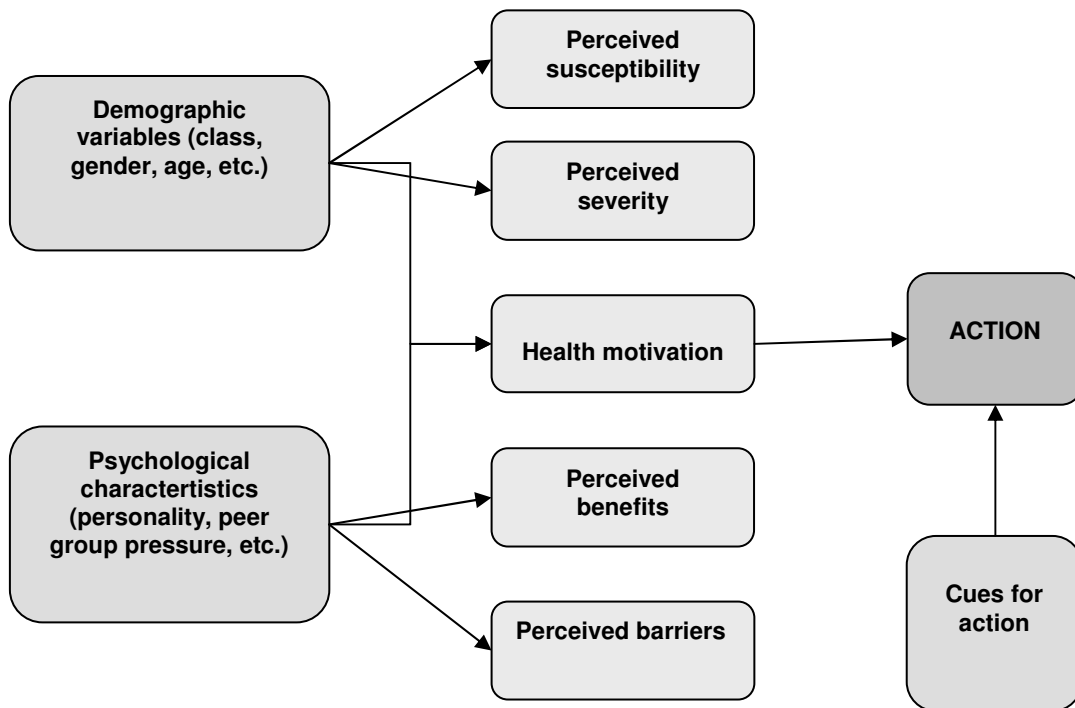 Perceived
susceptibility
Demographic
variables (class,
gender, age, etc.)
Perceived
severity
Health motivation
ACTION
Psychological
charactertistics
(personality, peer
group pressure, etc.)
Perceived
benefits
Perceived barriers
Cues for
action